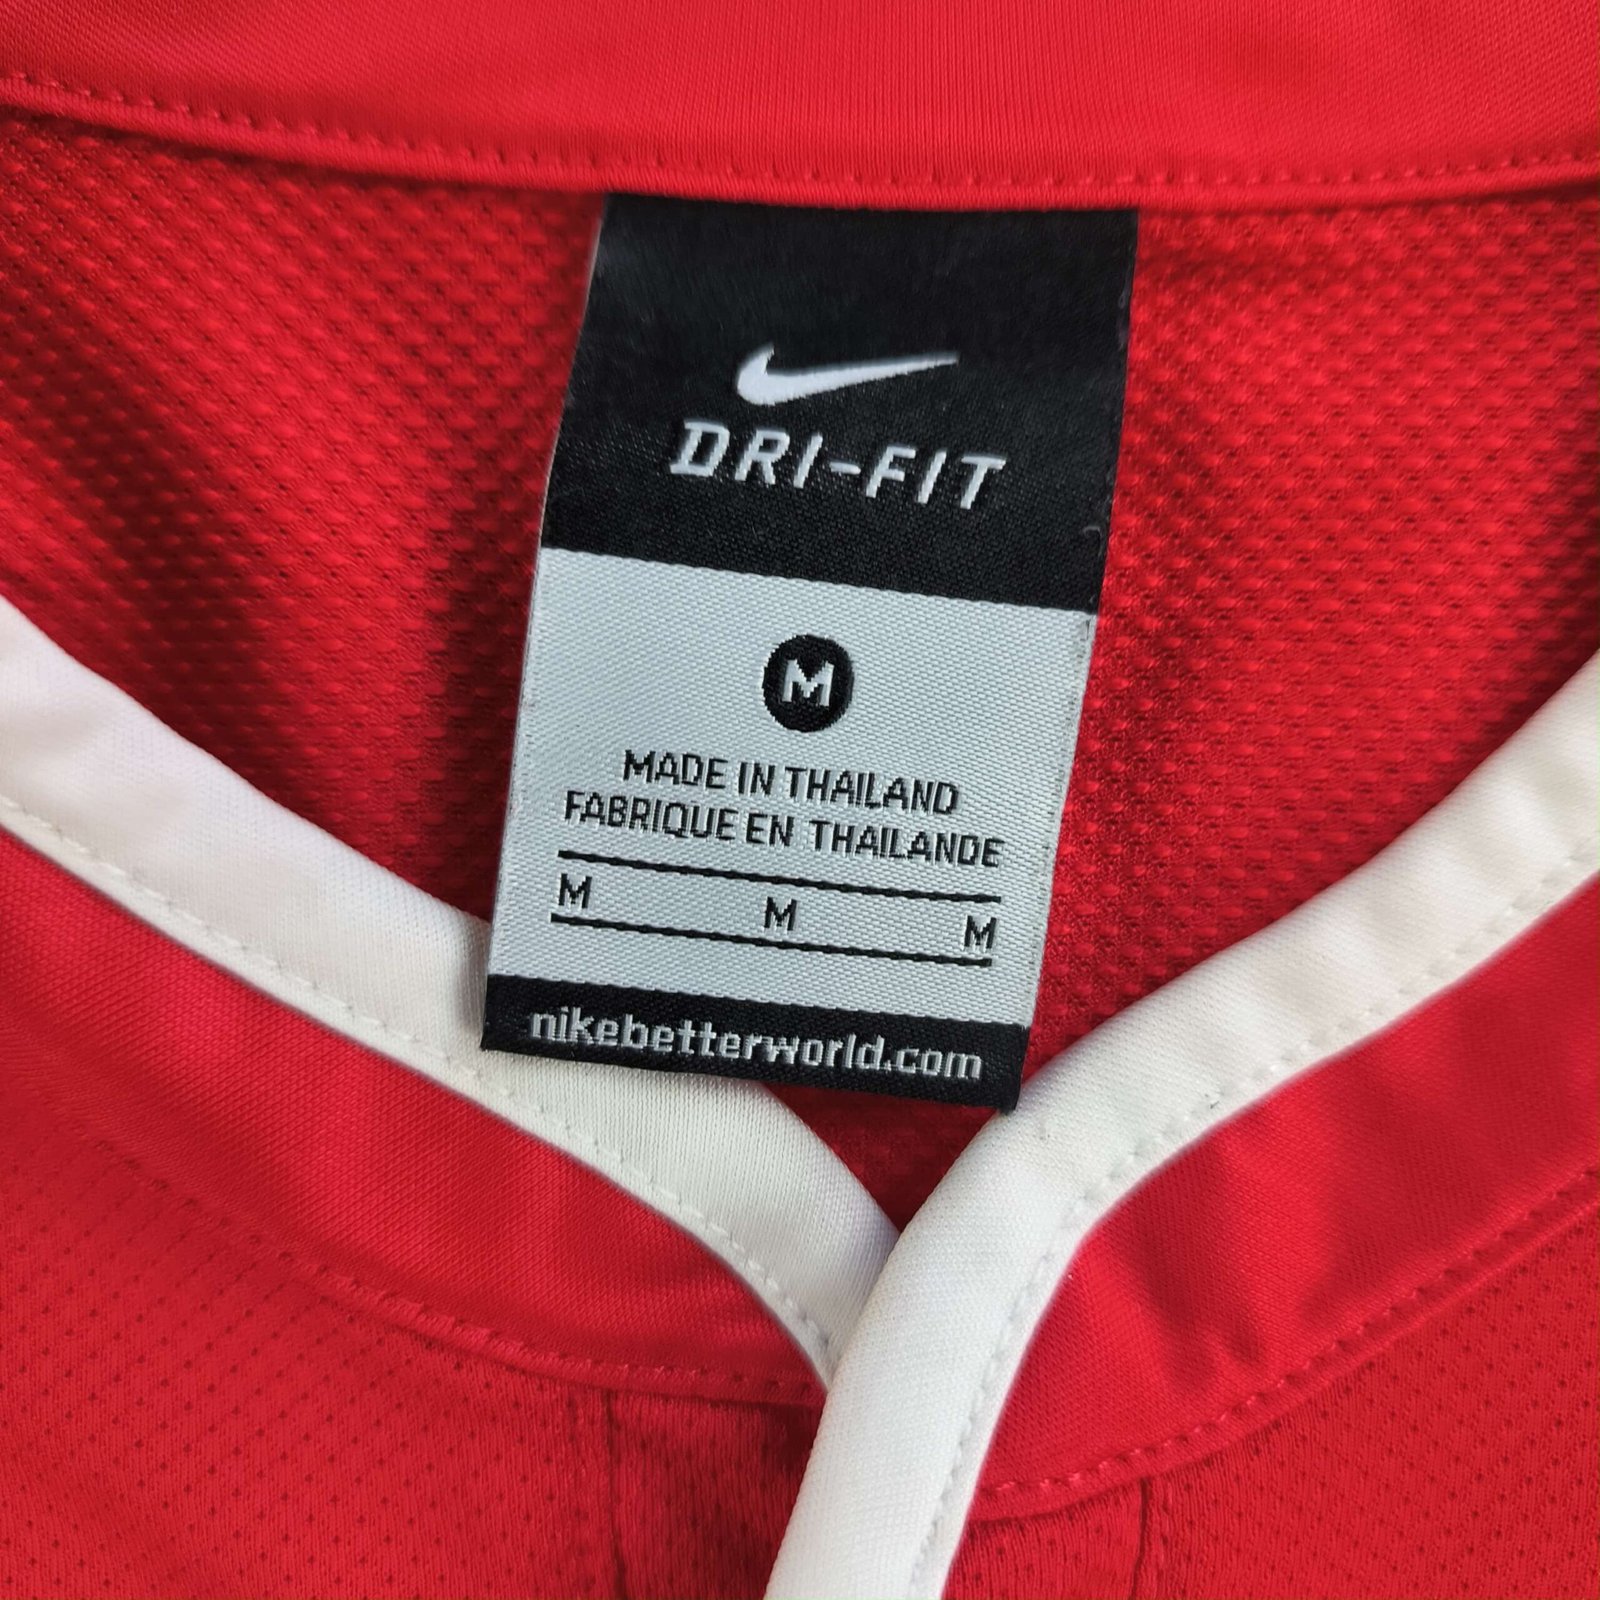 DRI-FIT
M
MADE IN THAILAND
FABRIQUE EN THAILANDE
M M M
nikebetterworld.com